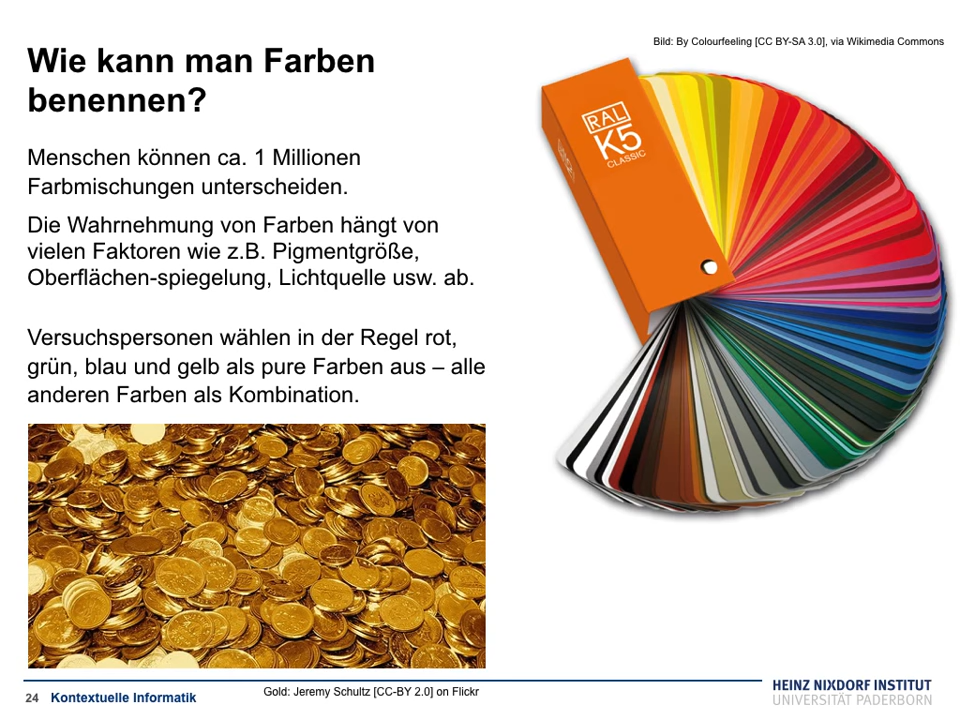 Bild: By Colourfeeling [CC BY-SA 3.0], via Wikimedia Commons
Wie kann man Farben
benennen?
Menschen können ca. 1 Millionen
Farbmischungen unterscheiden.
Die Wahrnehmung von Farben hängt von
vielen Faktoren wie z.B. Pigmentgröße,
Oberflächen-spiegelung, Lichtquelle usw. ab.
Versuchspersonen wählen in der Regel rot,
grün, blau und gelb als pure Farben aus – alle
anderen Farben als Kombination.
RAL
K5
CLASSIC
24 Kontextuelle Informatik
Gold: Jeremy Schultz [CC-BY 2.0] on Flickr
HEINZ NIXDORF INSTITUT
UNIVERSITÄT PADERBORN